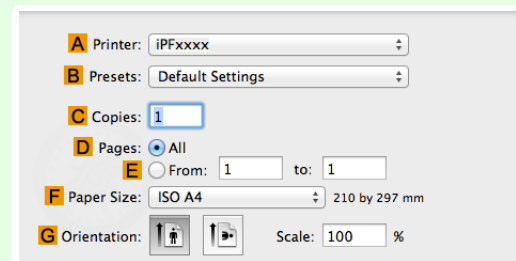 A Printer: iPFxxxx
B Presets: Default Settings
C Copies: 1
D Pages: All
E From: 1 to: 1
F Paper Size: ISO A4 210 by 297 mm
G Orientation: Scale: 100 %